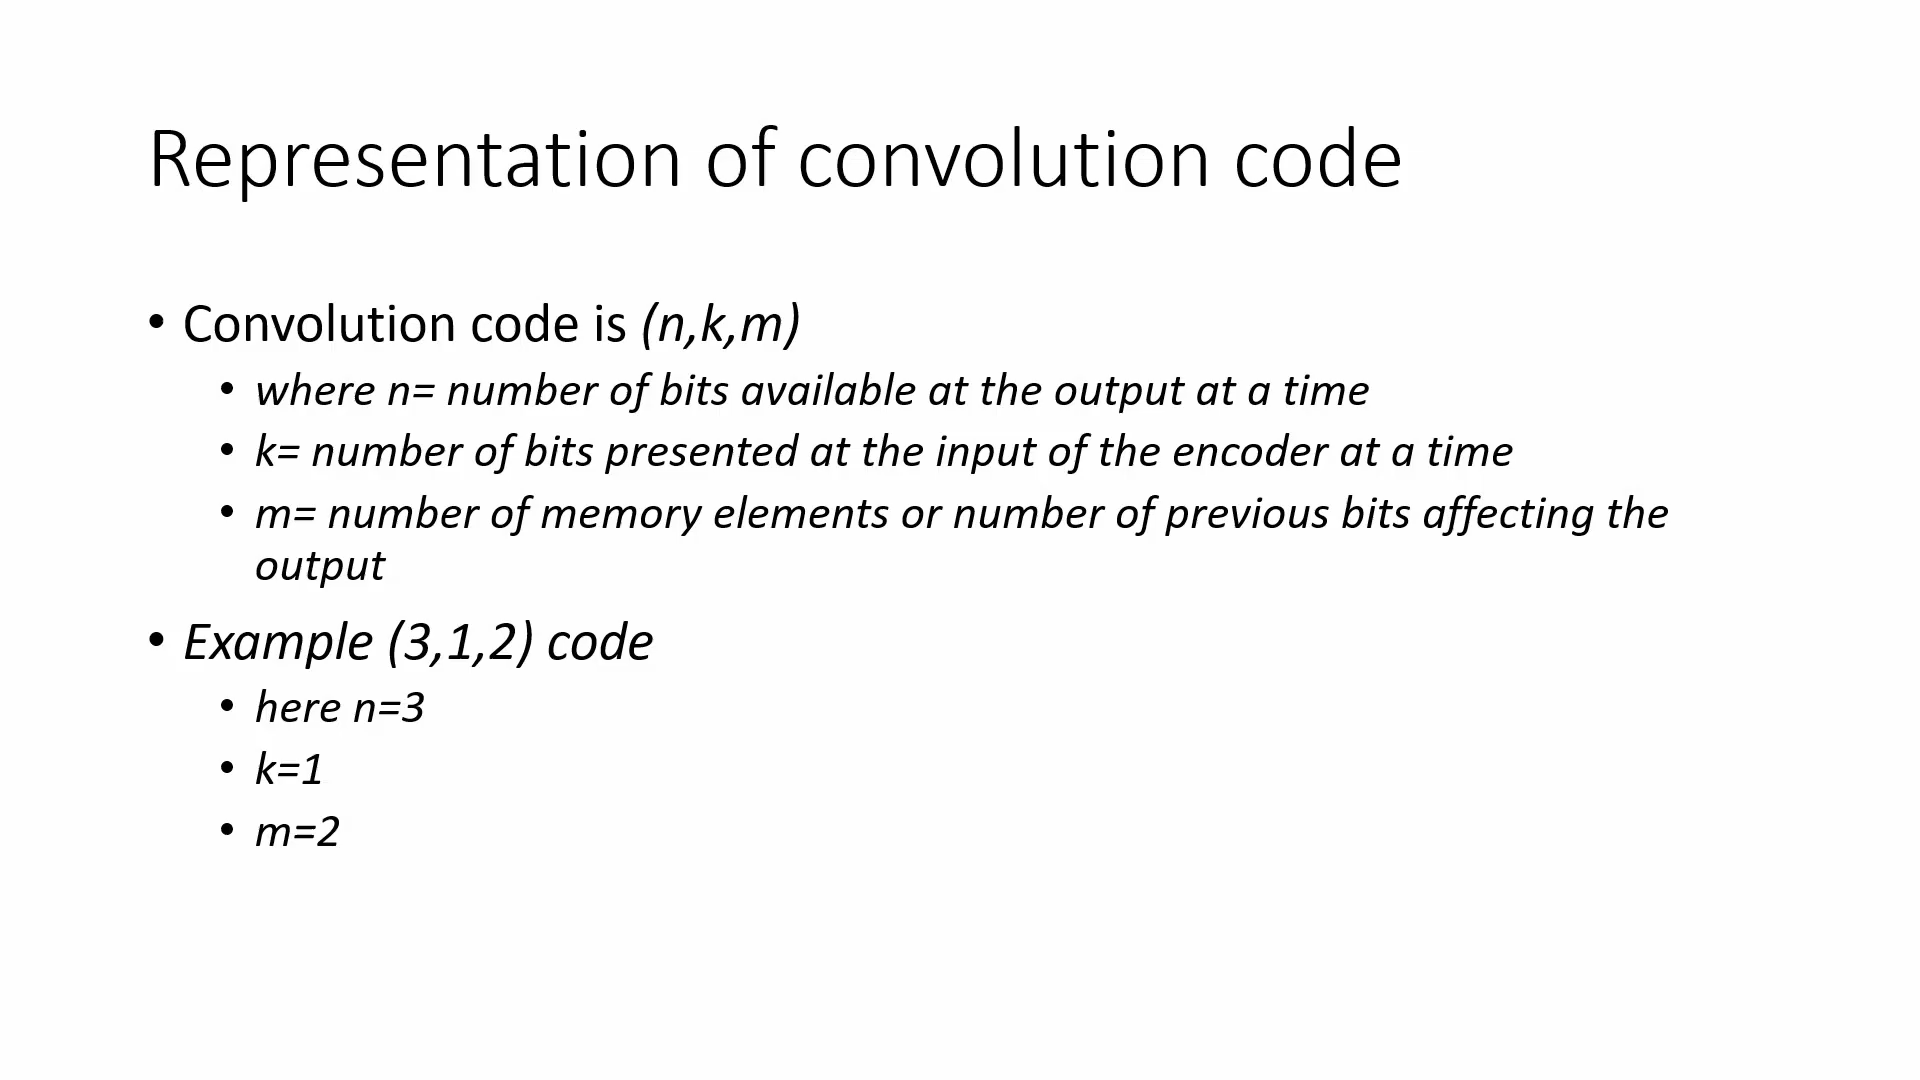 Representation of convolution code
• Convolution code is (n,k,m)
• where n= number of bits available at the output at a time
• k= number of bits presented at the input of the encoder at a time
• m= number of memory elements or number of previous bits affecting the
output
• Example (3,1,2) code
• here n=3
• k=1
• m=2